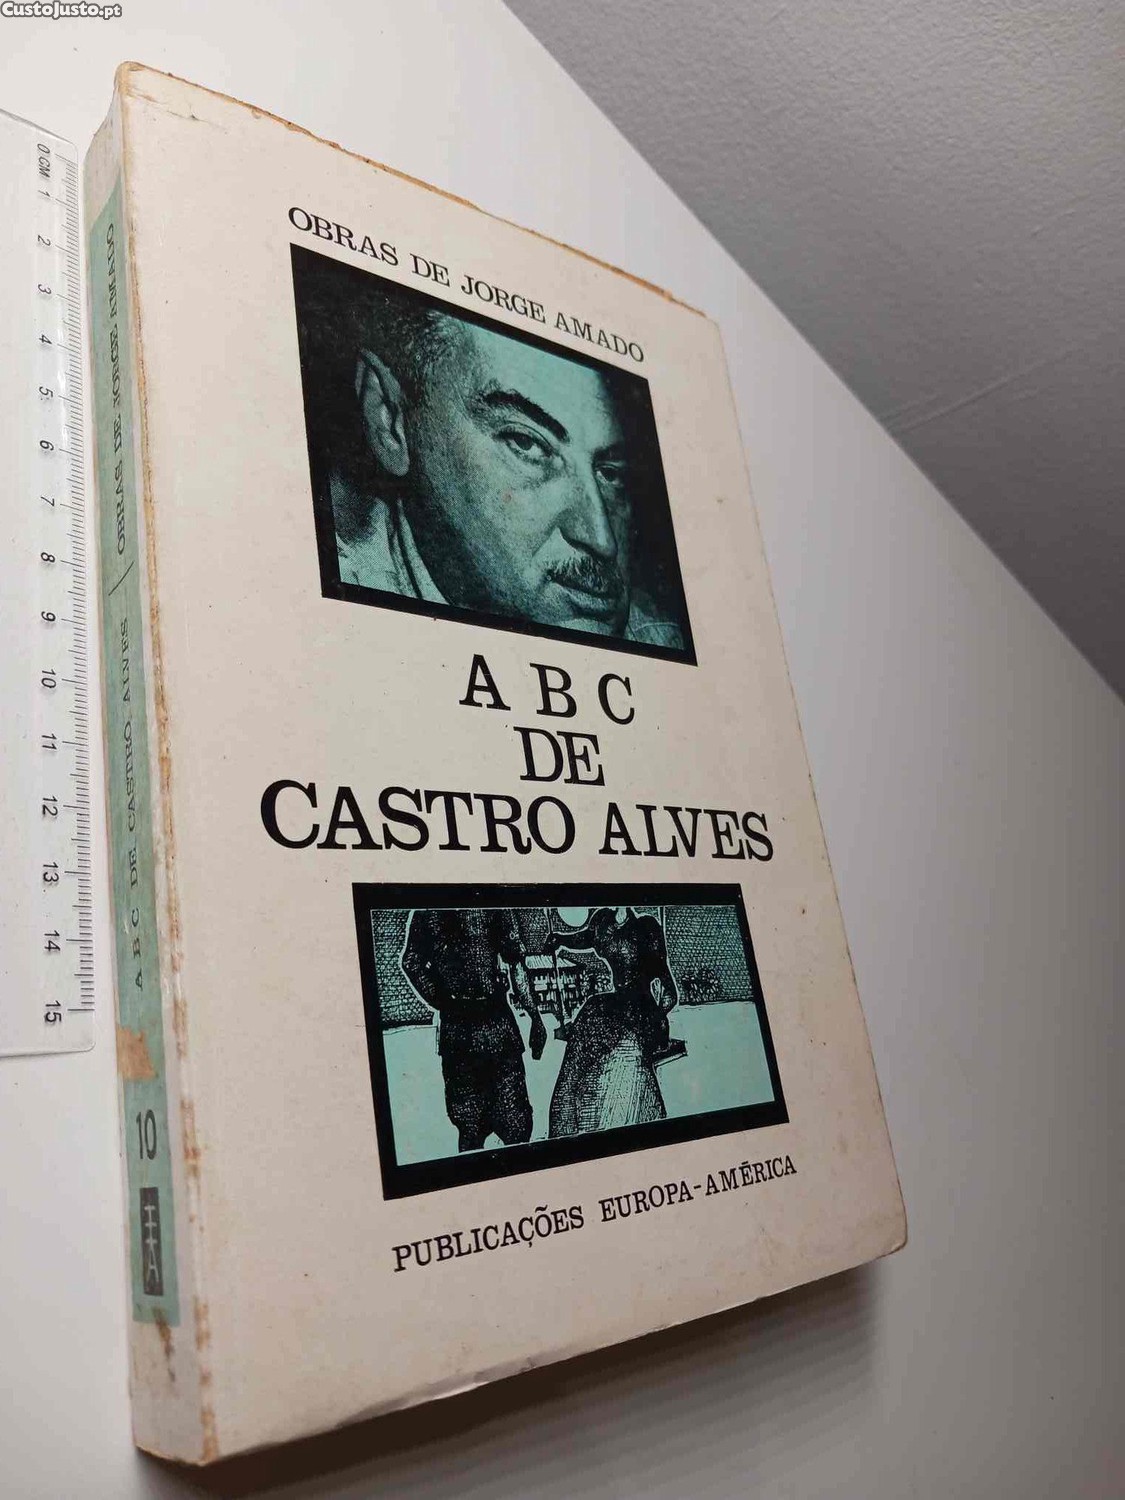 CustoJusto.pt
OBRAS DE JORGE AMADO
A B C
DE
CASTRO ALVES
PUBLICAÇÕES EUROPA-AMÉRICA
A B C DE CASTRO ALVES / OBRAS DE JORGE AMADO
10
0 CM 1 2 3 4 5 6 7 8 9 10 11 12 13 14 15